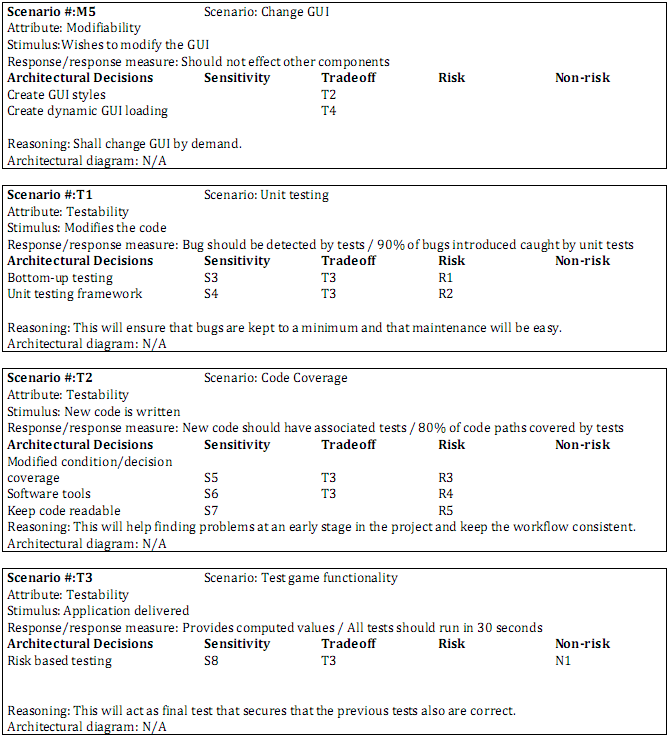 Scenario #:M5 Scenario: Change GUI
Attribute: Modifiability
Stimulus:Wishes to modify the GUI
Response/response measure: Should not effect other components
Architectural Decisions Sensitivity Tradeoff Risk Non-risk
Create GUI styles T2
Create dynamic GUI loading T4
Reasoning: Shall change GUI by demand.
Architectural diagram: N/A
Scenario #:T1 Scenario: Unit testing
Attribute: Testability
Stimulus: Modifies the code
Response/response measure: Bug should be detected by tests / 90% of bugs introduced caught by unit tests
Architectural Decisions Sensitivity Tradeoff Risk Non-risk
Bottom-up testing S3 T3 R1
Unit testing framework S4 T3 R2
Reasoning: This will ensure that bugs are kept to a minimum and that maintenance will be easy.
Architectural diagram: N/A
Scenario #:T2 Scenario: Code Coverage
Attribute: Testability
Stimulus: New code is written
Response/response measure: New code should have associated tests / 80% of code paths covered by tests
Architectural Decisions Sensitivity Tradeoff Risk Non-risk
Modified condition/decision
coverage S5 T3 R3
Software tools S6 T3 R4
Keep code readable S7 R5
Reasoning: This will help finding problems at an early stage in the project and keep the workflow consistent.
Architectural diagram: N/A
Scenario #:T3 Scenario: Test game functionality
Attribute: Testability
Stimulus: Application delivered
Response/response measure: Provides computed values / All tests should run in 30 seconds
Architectural Decisions Sensitivity Tradeoff Risk Non-risk
Risk based testing S8 T3 N1
Reasoning: This will act as final test that secures that the previous tests also are correct.
Architectural diagram: N/A